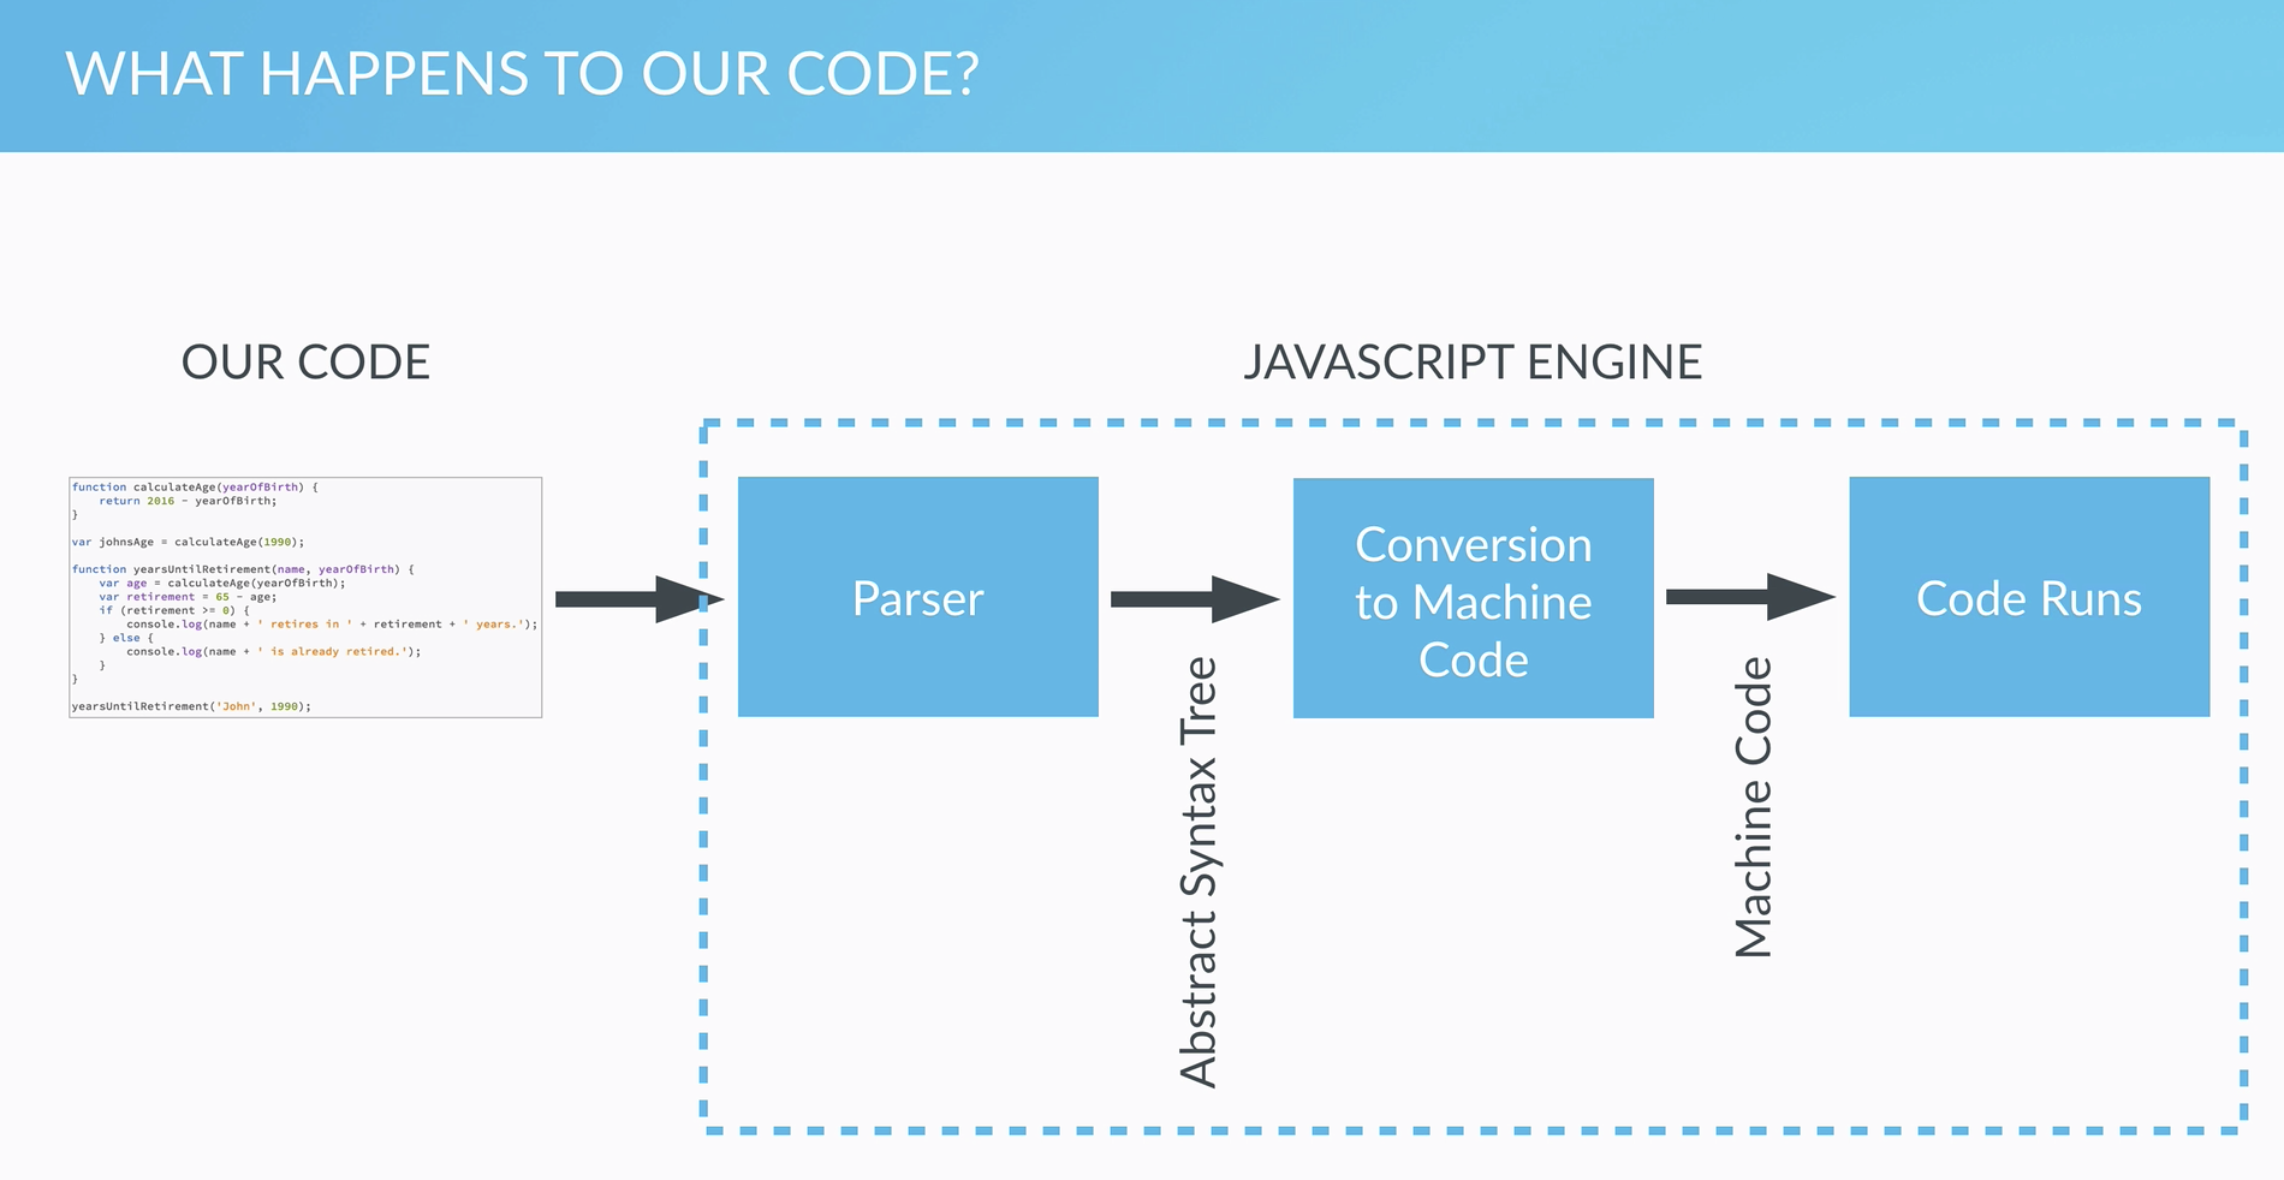 WHAT HAPPENS TO OUR CODE?
OUR CODE
function calculateAge(yearOfBirth) {
    return 2016 - yearOfBirth;
}
var johnsAge = calculateAge(1990);
function yearsUntilRetirement(name, yearOfBirth) {
    var age = calculateAge(yearOfBirth);
    var retirement = 65 - age;
    if (retirement >= 0) {
        console.log(name + ' retires in ' + retirement + ' years.');
    } else {
        console.log(name + ' is already retired.');
    }
}
yearsUntilRetirement('John', 1990);
JAVASCRIPT ENGINE
Parser
Abstract Syntax Tree
Conversion
to Machine
Code
Machine Code
Code Runs